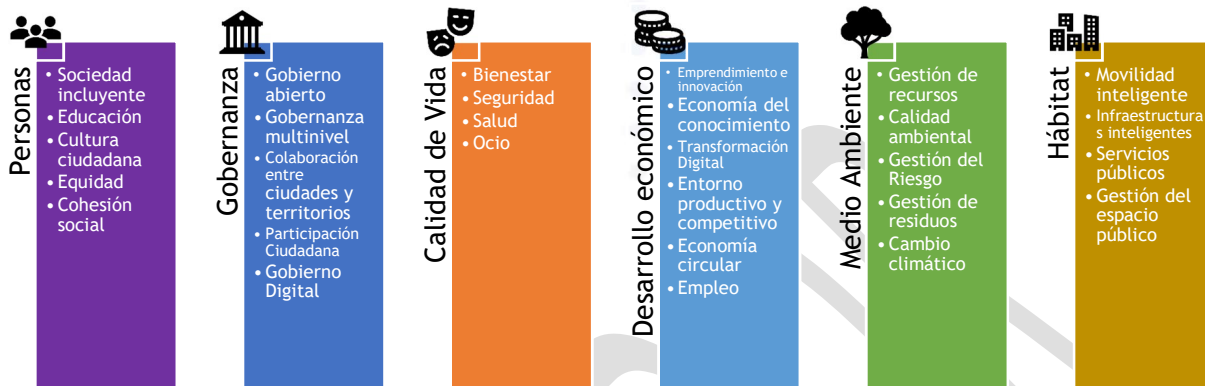 Personas
• Sociedad
incluyente
• Educación
• Cultura
ciudadana
• Equidad
• Cohesión
social
Gobernanza
• Gobierno
abierto
• Gobernanza
multinivel
• Colaboración
entre
ciudades y
territorios
• Participación
Ciudadana
• Gobierno
Digital
Calidad de Vida
• Bienestar
• Seguridad
• Salud
• Ocio
Desarrollo económico
• Emprendimiento e
innovación
• Economía del
conocimiento
• Transformación
Digital
• Entorno
productivo y
competitivo
• Economía
circular
• Empleo
Medio Ambiente
• Gestión de
recursos
• Calidad
ambiental
• Gestión del
Riesgo
• Gestión de
residuos
• Cambio
climático
Hábitat
• Movilidad
inteligente
• Infraestructura
s inteligentes
• Servicios
públicos
• Gestión del
espacio
público